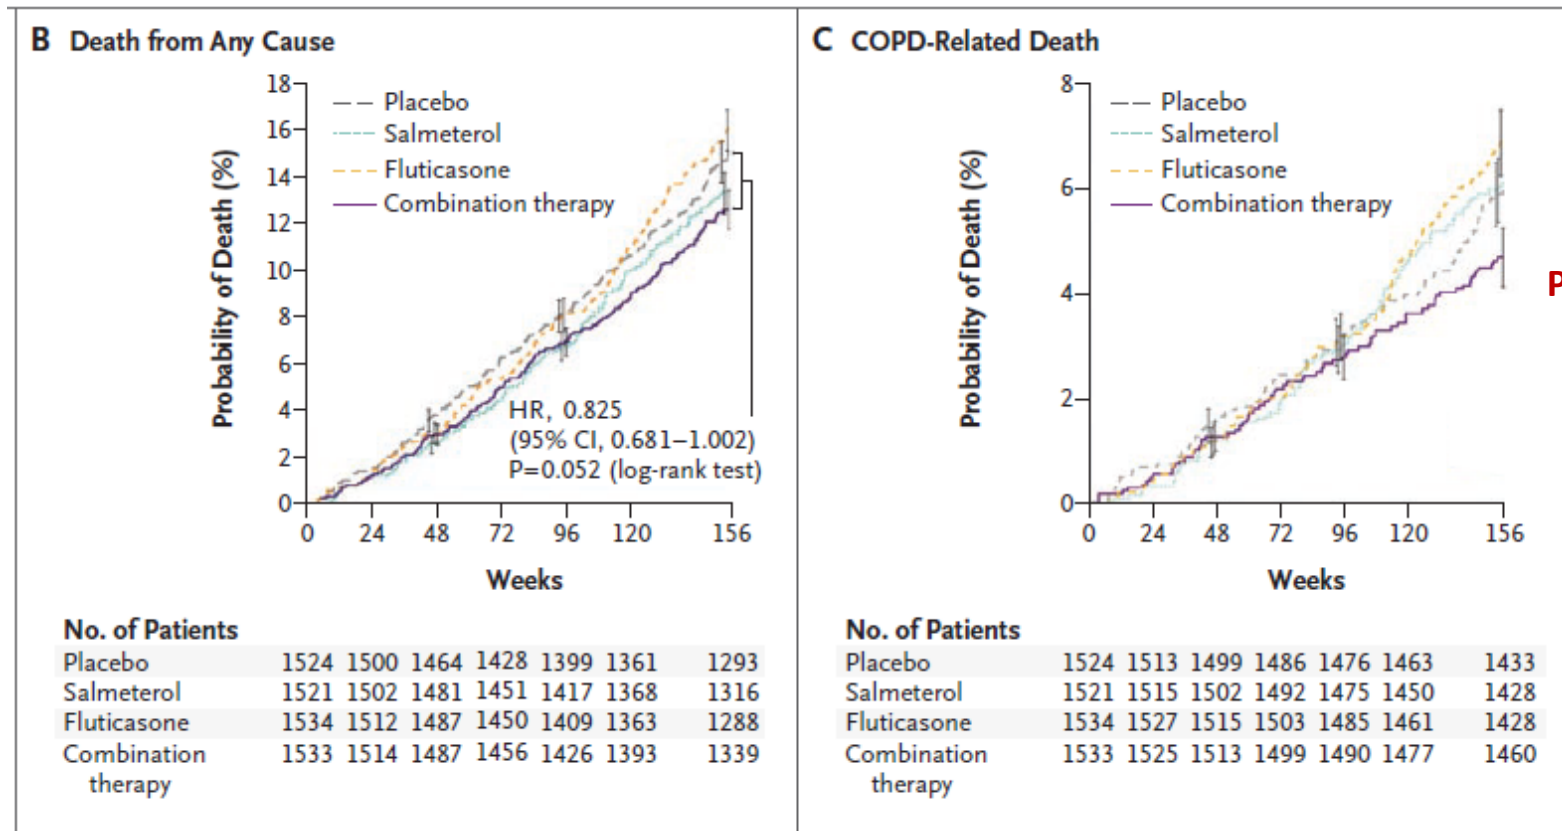 B Death from Any Cause
18
16
14
12
10
8
6
4
2
0
Probability of Death (%)
Placebo
Salmeterol
Fluticasone
Combination therapy
HR, 0.825
(95% CI, 0.681–1.002)
P=0.052 (log-rank test)
0 24 48 72 96 120 156
Weeks
No. of Patients
Placebo 1524 1500 1464 1428 1399 1361 1293
Salmeterol 1521 1502 1481 1451 1417 1368 1316
Fluticasone 1534 1512 1487 1450 1409 1363 1288
Combination 1533 1514 1487 1456 1426 1393 1339
therapy
C COPD-Related Death
8
6
4
2
0
Probability of Death (%)
Placebo
Salmeterol
Fluticasone
Combination therapy
0 24 48 72 96 120 156
Weeks
No. of Patients
Placebo 1524 1513 1499 1486 1476 1463 1433
Salmeterol 1521 1515 1502 1492 1475 1450 1428
Fluticasone 1534 1527 1515 1503 1485 1461 1428
Combination 1533 1525 1513 1499 1490 1477 1460
therapy
P